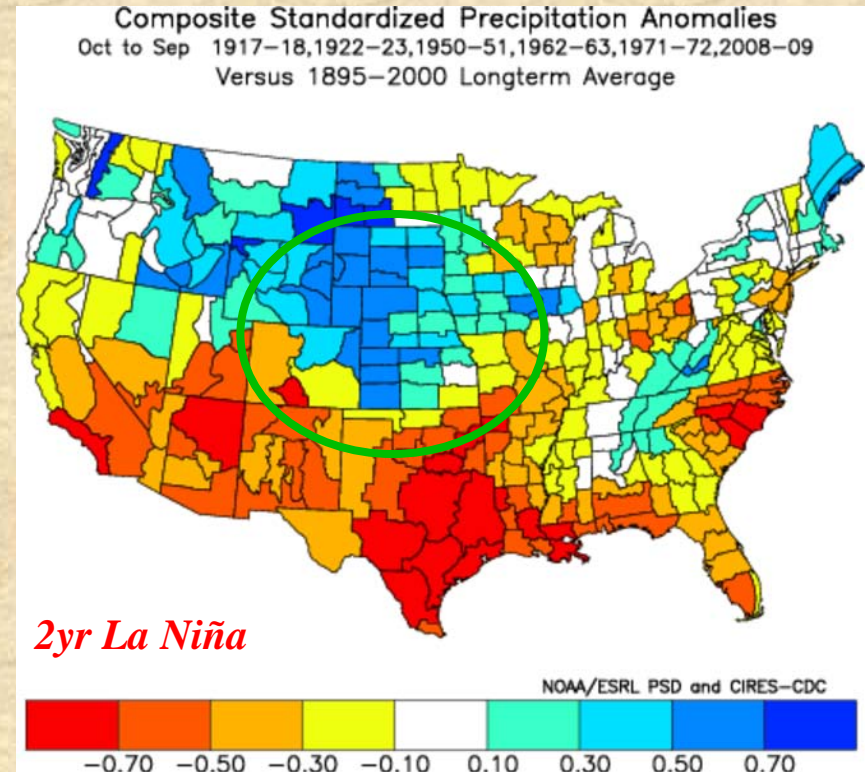 Composite Standardized Precipitation Anomalies
Oct to Sep 1917-18,1922-23,1950-51,1962-63,1971-72,2008-09
Versus 1895-2000 Longterm Average
2yr La Niña
NOAA/ESRL PSD and CIRES-CDC
-0.70 -0.50 -0.30 -0.10 0.10 0.30 0.50 0.70